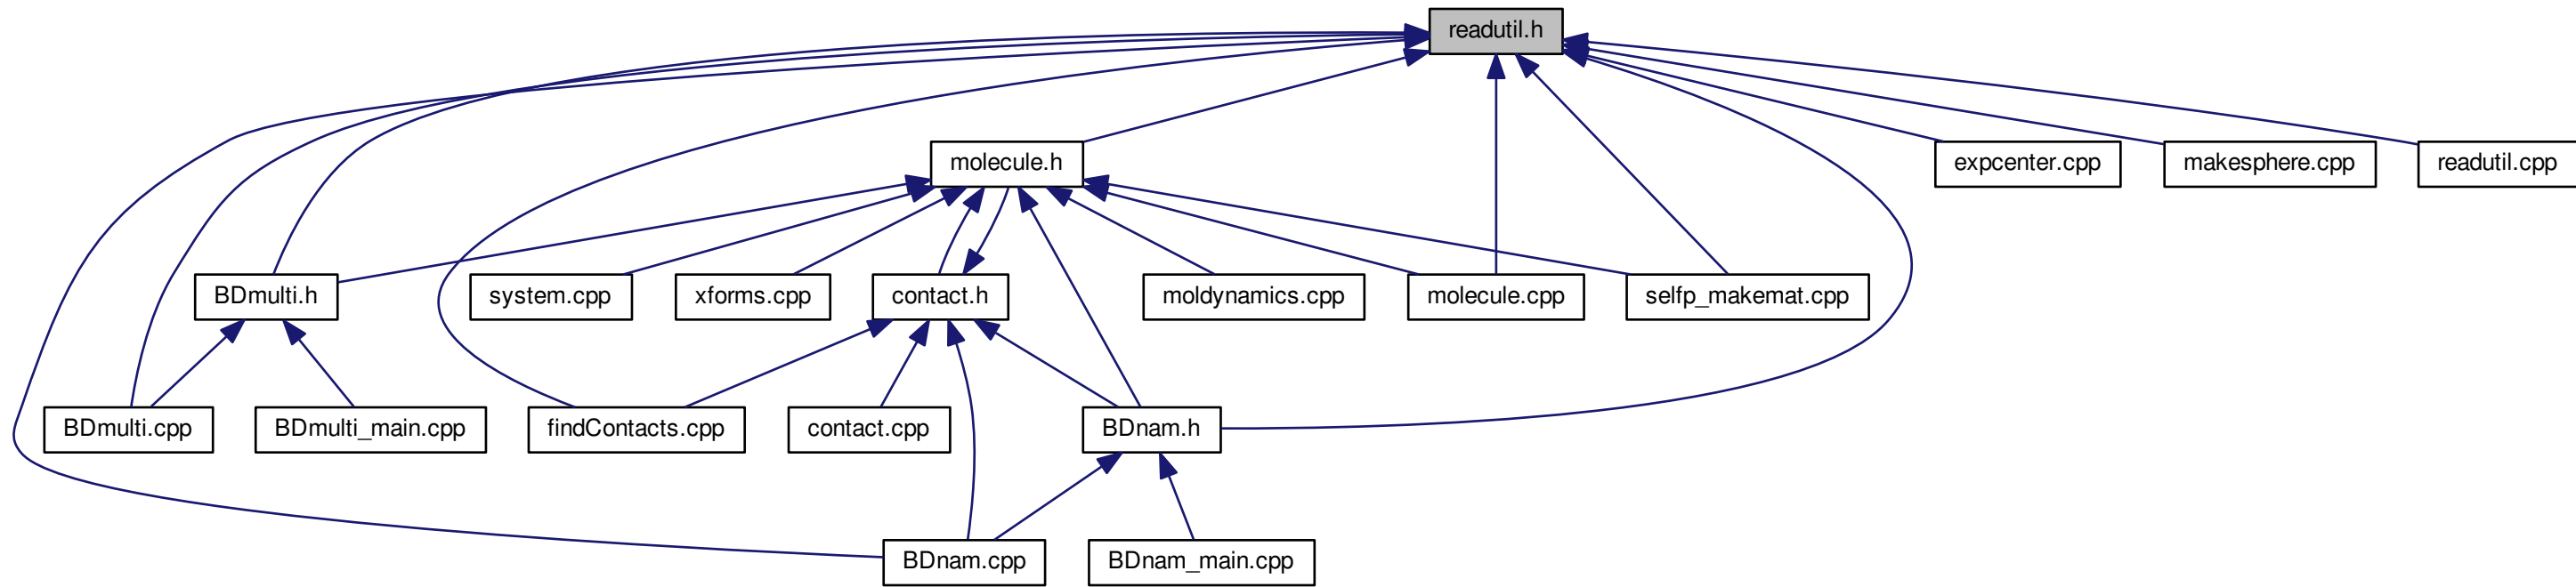 readutil.h
molecule.h
expcenter.cpp
makesphere.cpp
readutil.cpp
BDmulti.h
system.cpp
xforms.cpp
contact.h
moldynamics.cpp
molecule.cpp
selfp_makemat.cpp
BDmulti.cpp
BDmulti_main.cpp
findContacts.cpp
contact.cpp
BDnam.h
BDnam.cpp
BDnam_main.cpp